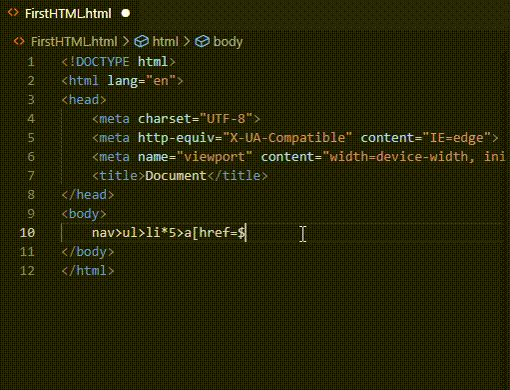 FirstHTML.html
FirstHTML.html > html > body
1 <!DOCTYPE html>
2 <html lang="en">
3 <head>
4 <meta charset="UTF-8">
5 <meta http-equiv="X-UA-Compatible" content="IE=edge">
6 <meta name="viewport" content="width=device-width, ini
7 <title>Document</title>
8 </head>
9 <body>
10 nav>ul>li*5>a[href=$
11 </body>
12 </html>